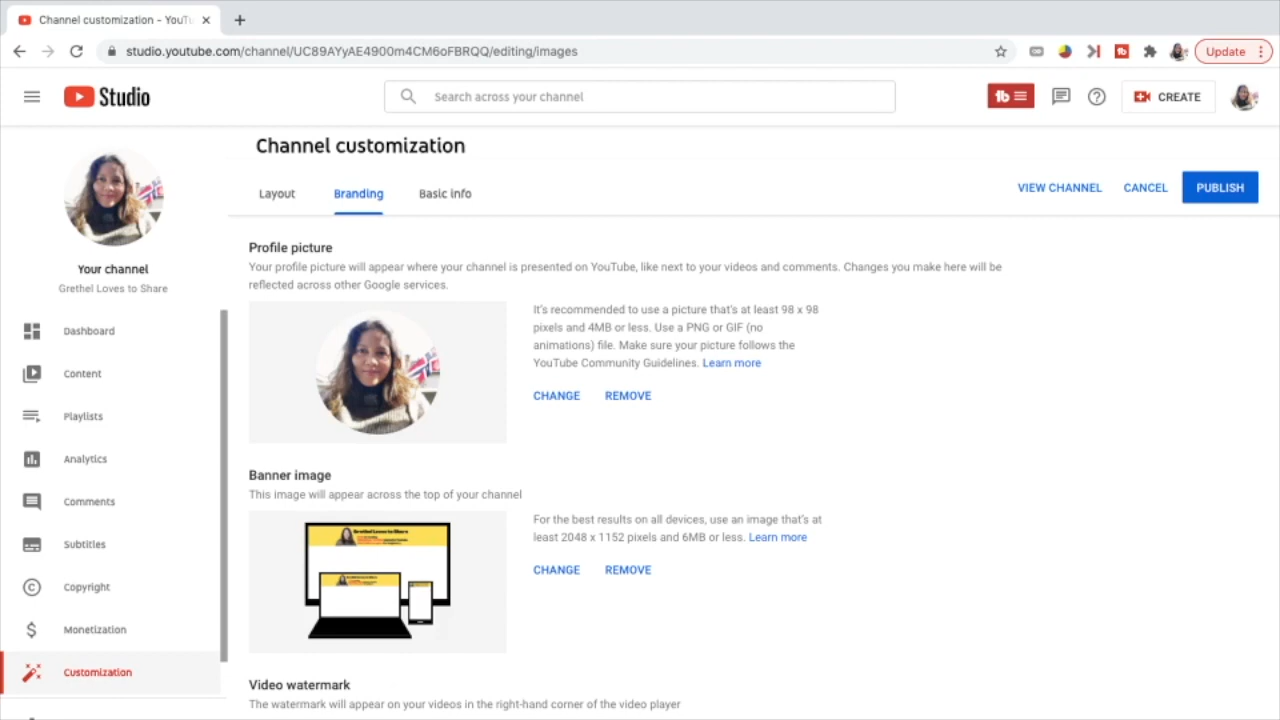 Channel customization - YouTu
studio.youtube.com/channel/UC89AYyAE4900m4CM6oFBRQQ/editing/images
Update
Studio
Search across your channel
CREATE
Channel customization
Layout
Branding
Basic info
VIEW CHANNEL
CANCEL
PUBLISH
Your channel
Grethel Loves to Share
Dashboard
Content
Playlists
Analytics
Comments
Subtitles
Copyright
Monetization
Customization
Profile picture
Your profile picture will appear where your channel is presented on YouTube, like next to your videos and comments. Changes you make here will be
reflected across other Google services.
It's recommended to use a picture that's at least 98 x 98
pixels and 4MB or less. Use a PNG or GIF (no
animations) file. Make sure your picture follows the
YouTube Community Guidelines. Learn more
CHANGE
REMOVE
Banner image
This image will appear across the top of your channel
Grethel Loves to Share
For the best results on all devices, use an image that's at
least 2048 x 1152 pixels and 6MB or less. Learn more
CHANGE
REMOVE
Video watermark
The watermark will appear on your videos in the right-hand corner of the video player